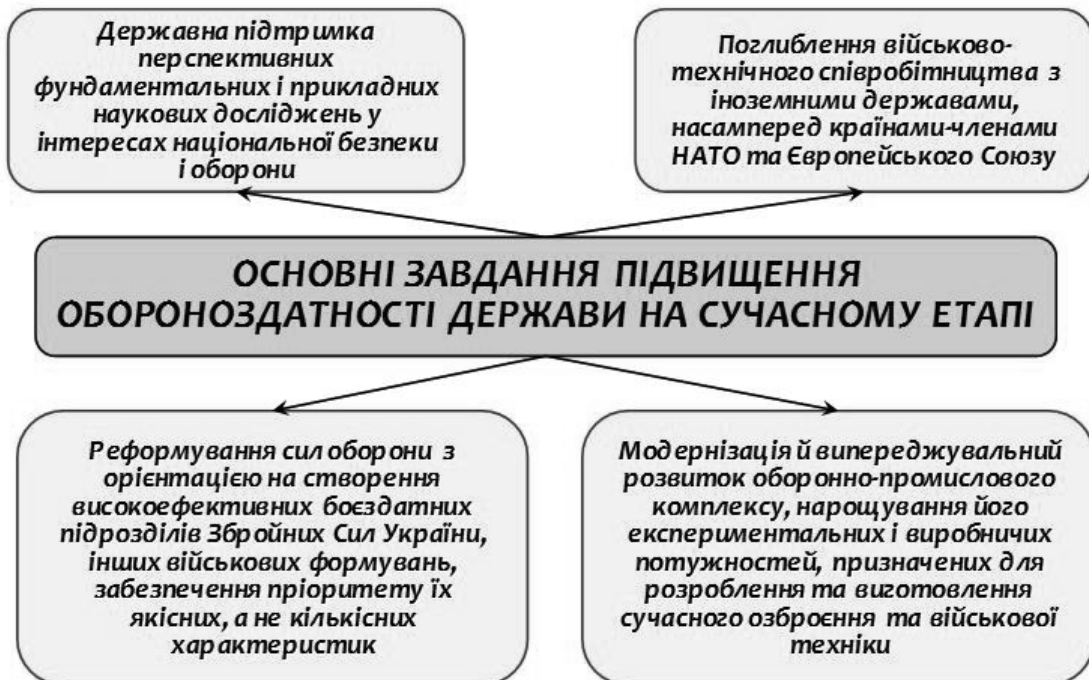 Державна підтримка
перспективних
фундаментальних і прикладних
наукових досліджень у
інтересах національної безпеки
і оборони
Поглиблення військово-
технічного співробітництва з
іноземними державами,
насамперед країнами-членами
НАТО та Європейського Союзу
ОСНОВНІ ЗАВДАННЯ ПІДВИЩЕННЯ
ОБОРОНОЗДАТНОСТІ ДЕРЖАВИ НА СУЧАСНОМУ ЕТАПІ
Реформування сил оборони з
орієнтацією на створення
високоефективних боєздатних
підрозділів Збройних Сил України,
інших військових формувань,
забезпечення пріоритету їх
якісних, а не кількісних
характеристик
Модернізація й випереджувальний
розвиток оборонно-промислового
комплексу, нарощування його
експериментальних і виробничих
потужностей, призначених для
розроблення та виготовлення
сучасного озброєння та військової
техніки